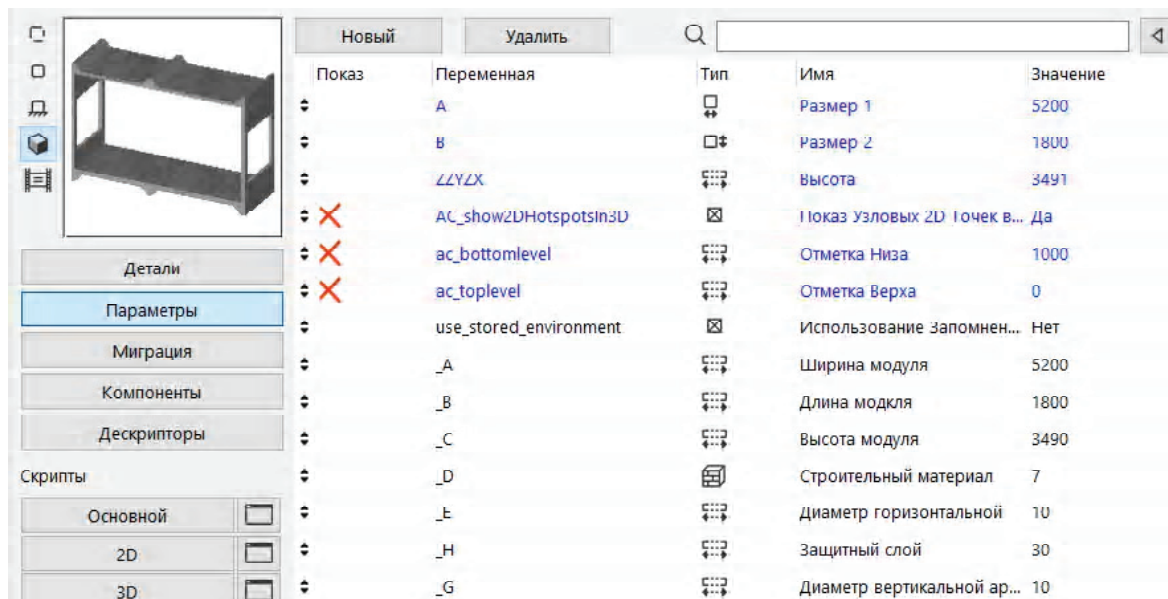 Новый Удалить
Показ Переменная Тип Имя Значение
A Размер 1 5200
B Размер 2 1800
ZZYZX Высота 3491
AC_show2DHotspotsIn3D Показ Узловых 2D Точек в... Да
ac_bottomlevel Отметка Низа 1000
ac_toplevel Отметка Верха 0
use_stored_environment Использование Запомнен... Нет
_A Ширина модуля 5200
_B Длина модкля 1800
_C Высота модуля 3490
_D Строительный материал 7
_E Диаметр горизонтальной 10
_H Защитный слой 30
_G Диаметр вертикальной ар... 10
Детали
Параметры
Миграция
Компоненты
Дескрипторы
Скрипты
Основной
2D
3D